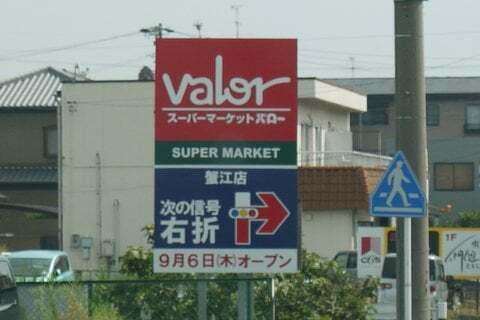 valor
スーパーマーケットバロー
SUPER MARKET
蟹江店
次の信号
右折
9月6日(木)オープン
1F